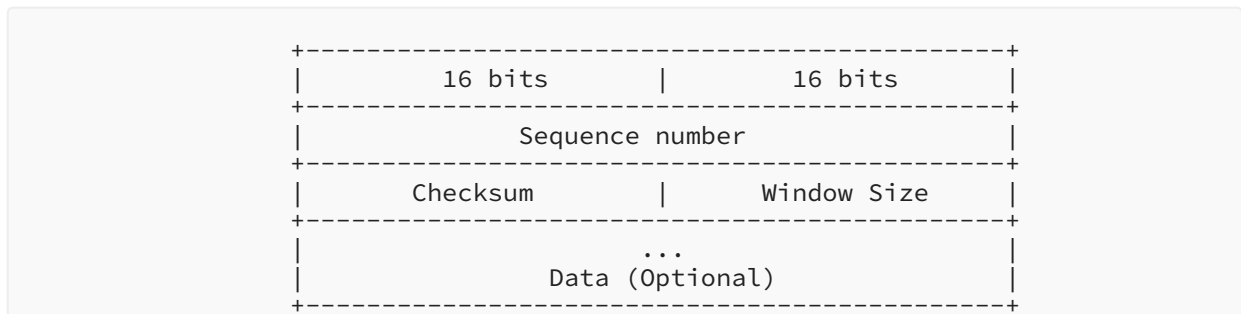 +-----------------------------------------------+
| 16 bits | 16 bits |
+-----------------------------------------------+
| Sequence number |
+-----------------------------------------------+
| Checksum | Window Size |
+-----------------------------------------------+
| ... |
| Data (Optional) |
+-----------------------------------------------+